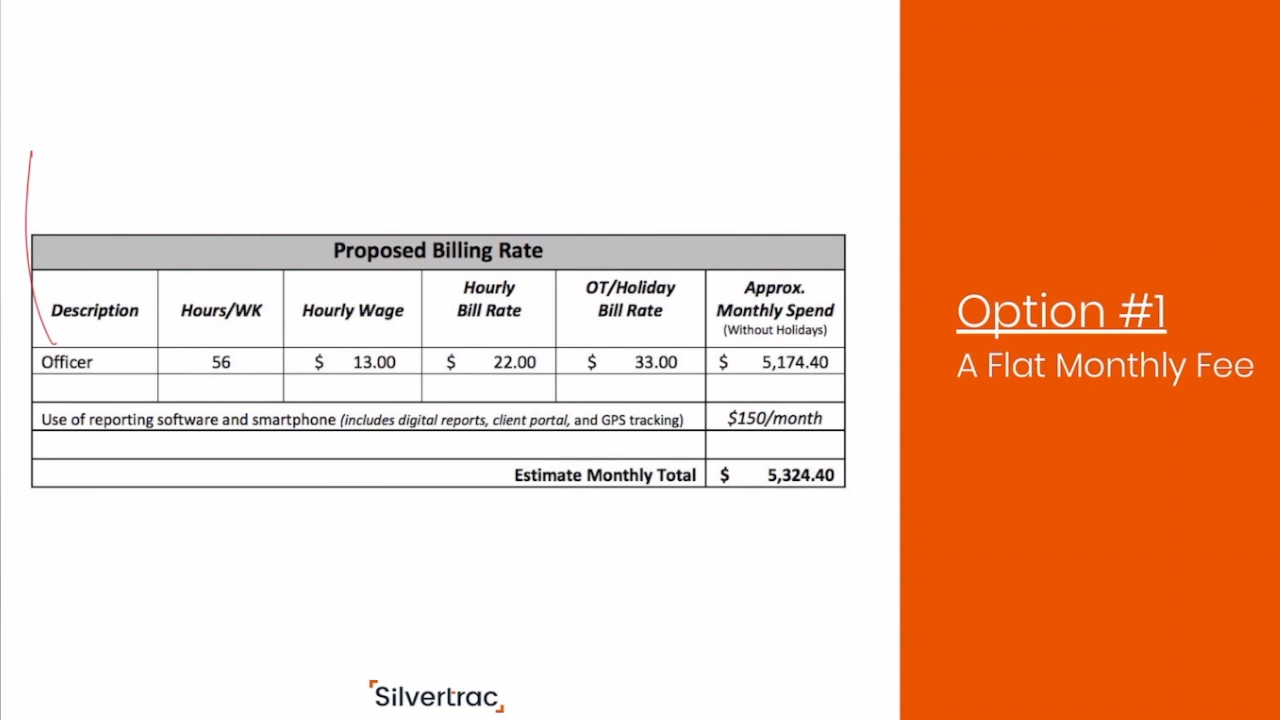 Proposed Billing Rate
Description Hours/WK Hourly Wage Hourly Bill Rate OT/Holiday Bill Rate Approx. Monthly Spend (Without Holidays)
Officer 56 $ 13.00 $ 22.00 $ 33.00 $ 5,174.40
Use of reporting software and smartphone (includes digital reports, client portal, and GPS tracking) $150/month
Estimate Monthly Total $ 5,324.40
Option #1
A Flat Monthly Fee
Silvertrac